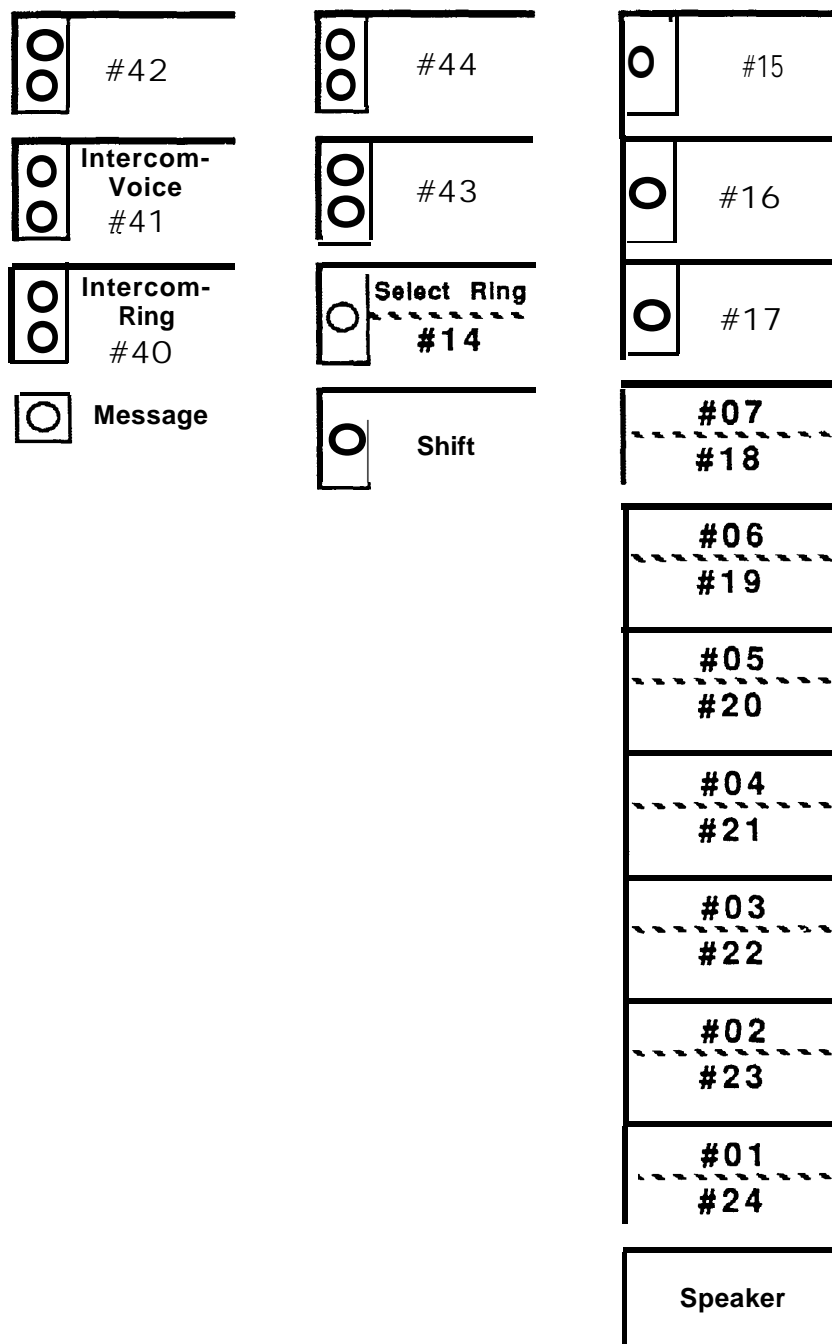 #42
Intercom-
Voice
#41
Intercom-
Ring
#40
Message
#44
#43
Select Ring
#14
Shift
#15
#16
#17
#07
#18
#06
#19
#05
#20
#04
#21
#03
#22
#02
#23
#01
#24
Speaker